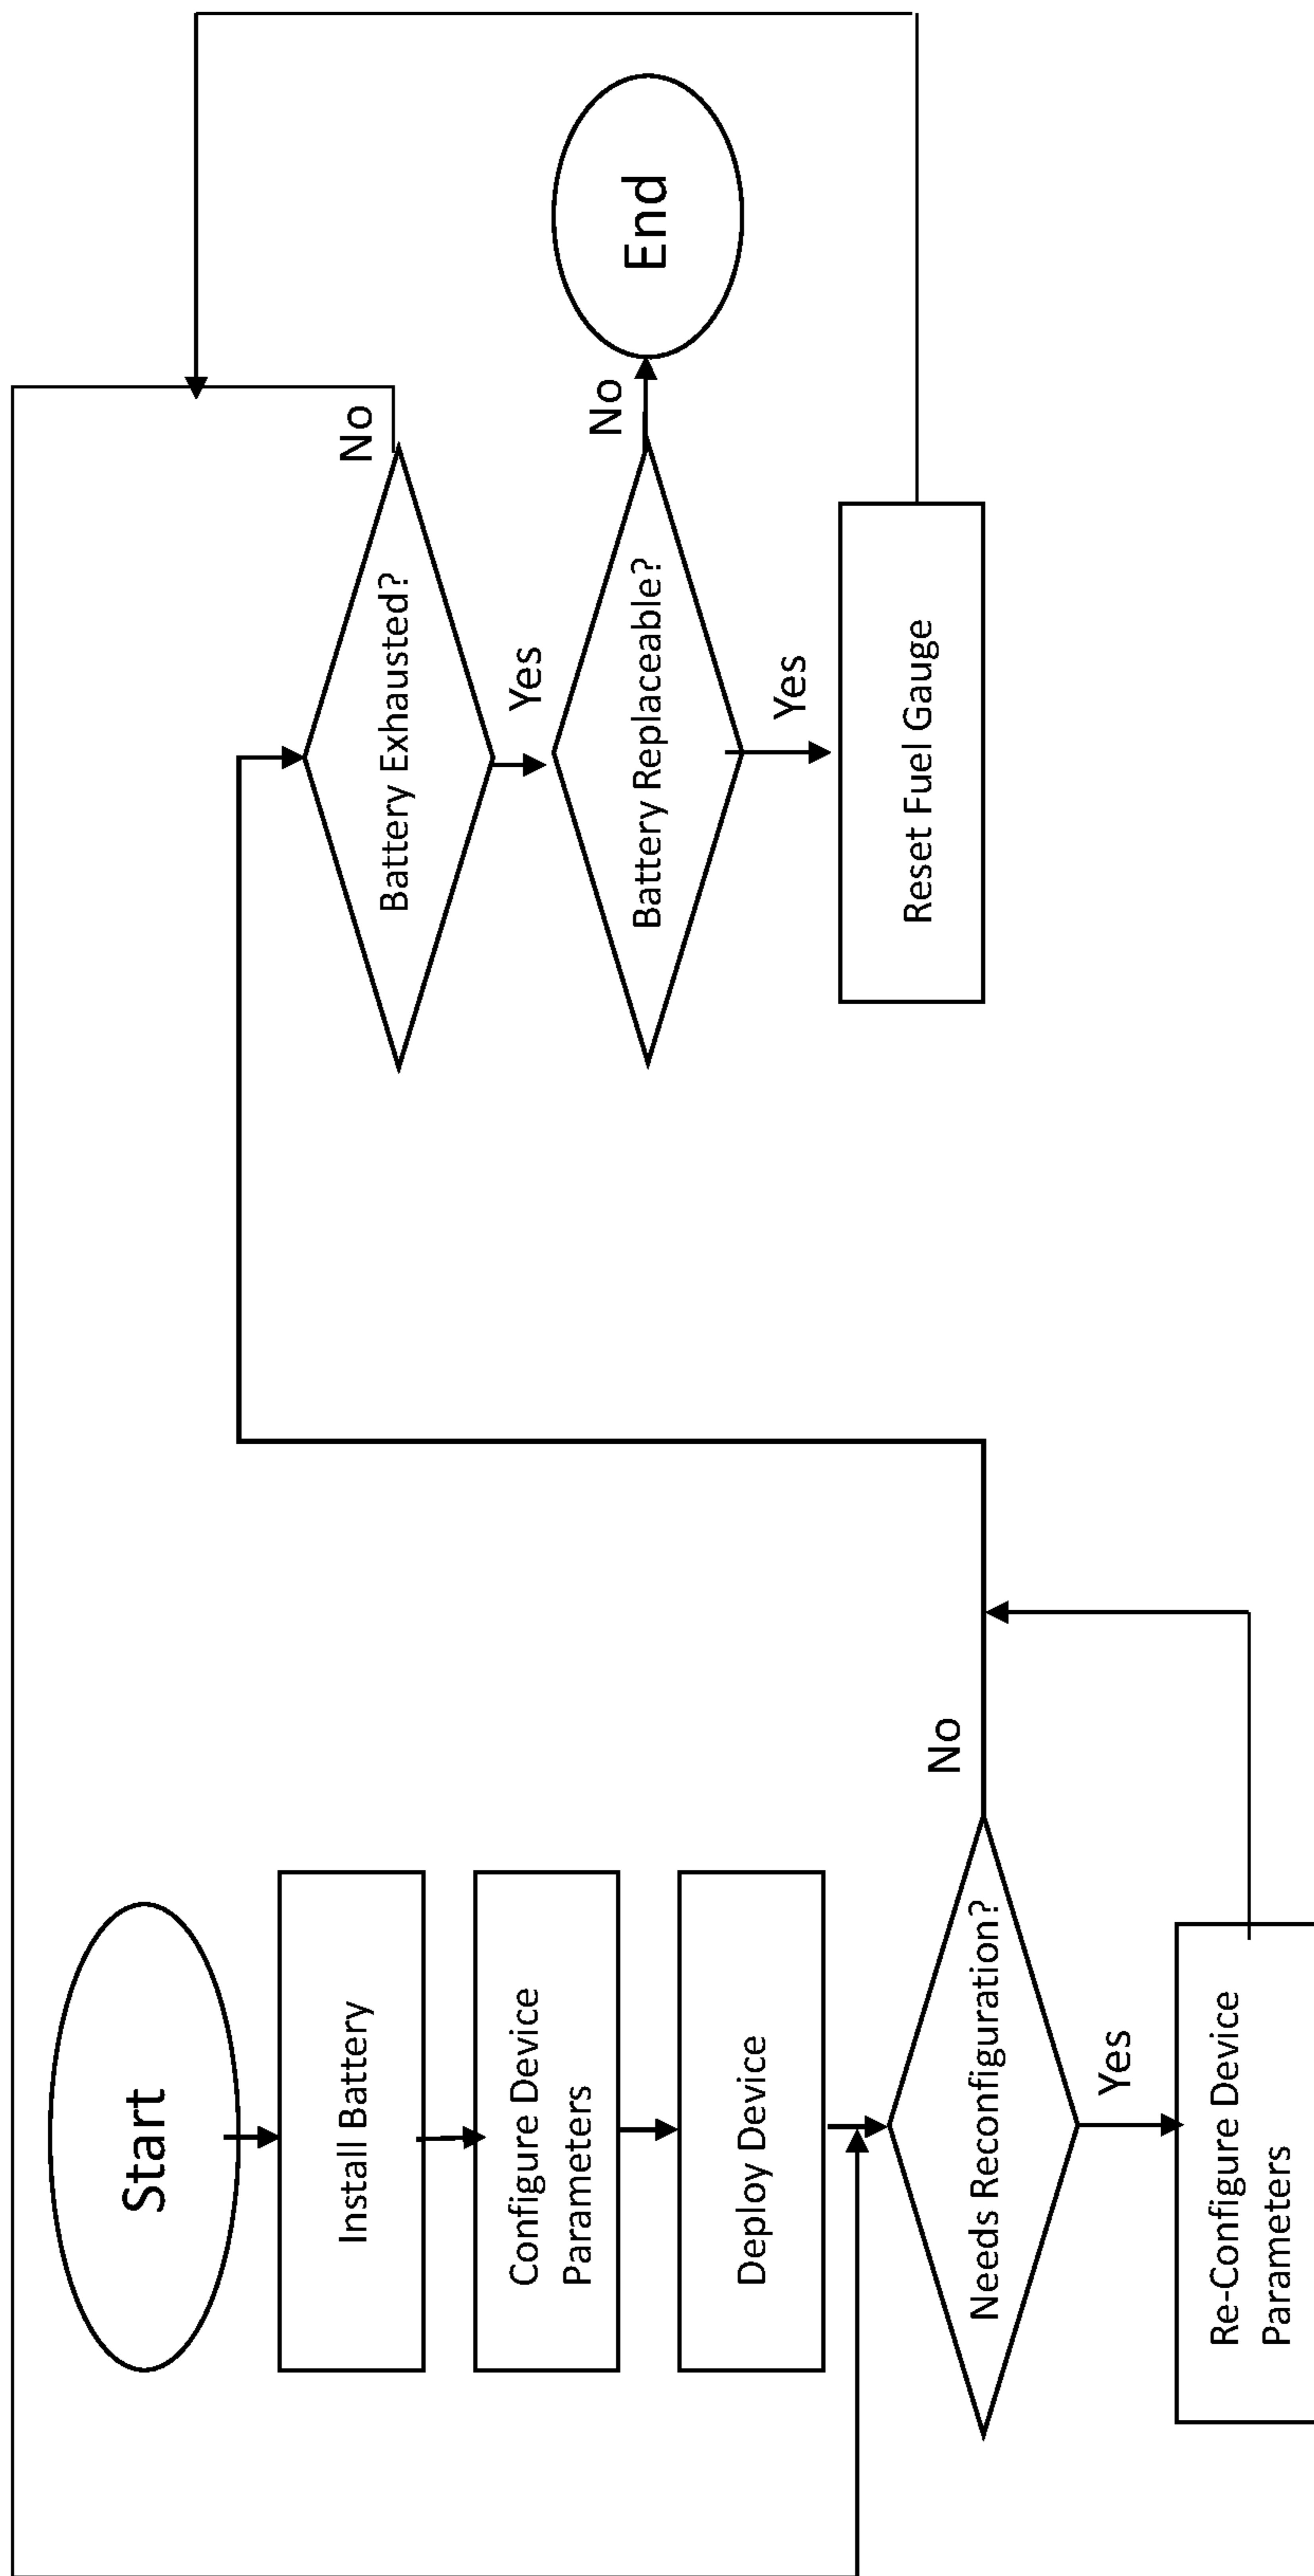 Start
Install Battery
Configure Device
Parameters
Deploy Device
Needs Reconfiguration?
No
Yes
Re-Configure Device
Parameters
Battery Exhausted?
No
Yes
Battery Replaceable?
No
End
Yes
Reset Fuel Gauge